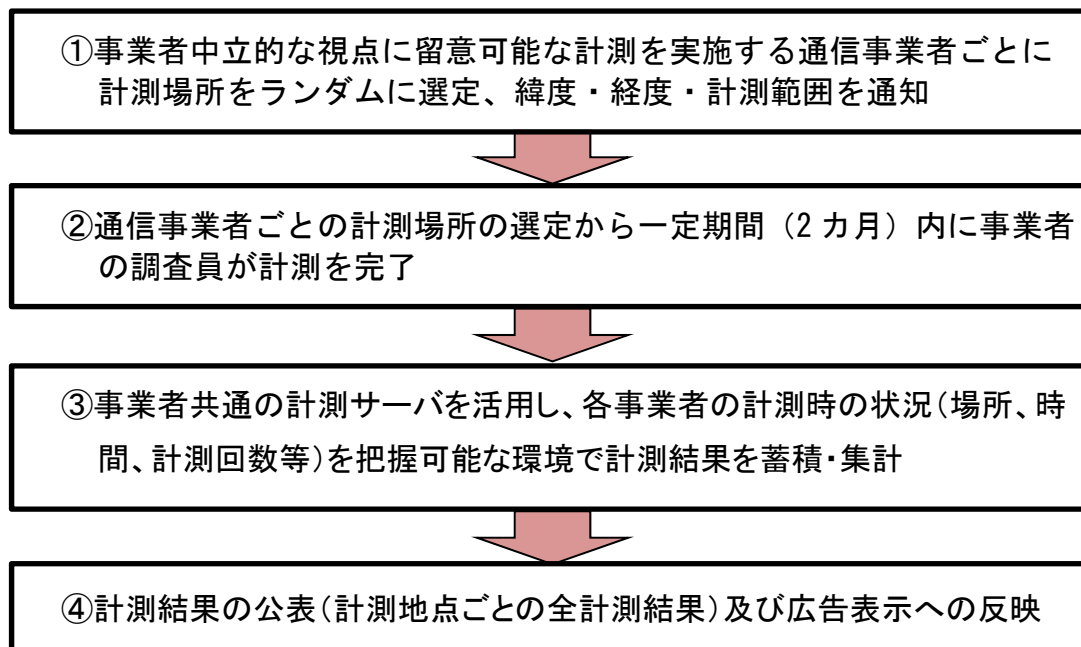 ①事業者中立的な視点に留意可能な計測を実施する通信事業者ごとに
計測場所をランダムに選定、緯度・経度・計測範囲を通知
②通信事業者ごとの計測場所の選定から一定期間（2 カ月）内に事業者
の調査員が計測を完了
③事業者共通の計測サーバを活用し、各事業者の計測時の状況(場所、時
間、計測回数等)を把握可能な環境で計測結果を蓄積・集計
④計測結果の公表(計測地点ごとの全計測結果)及び広告表示への反映